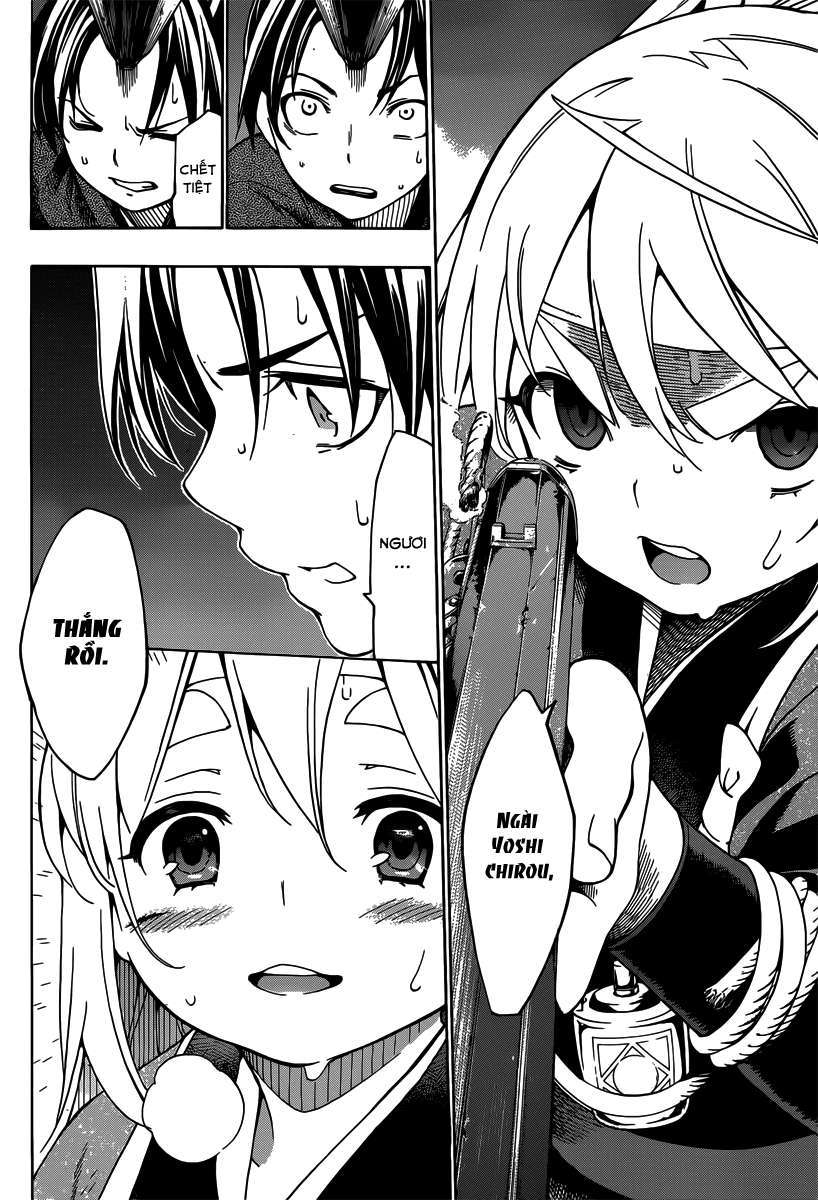 CHẾT
TIỆT
NGÀI
YOSHI
CHIROU,
NGƯƠI
...
THẮNG
RỒI.